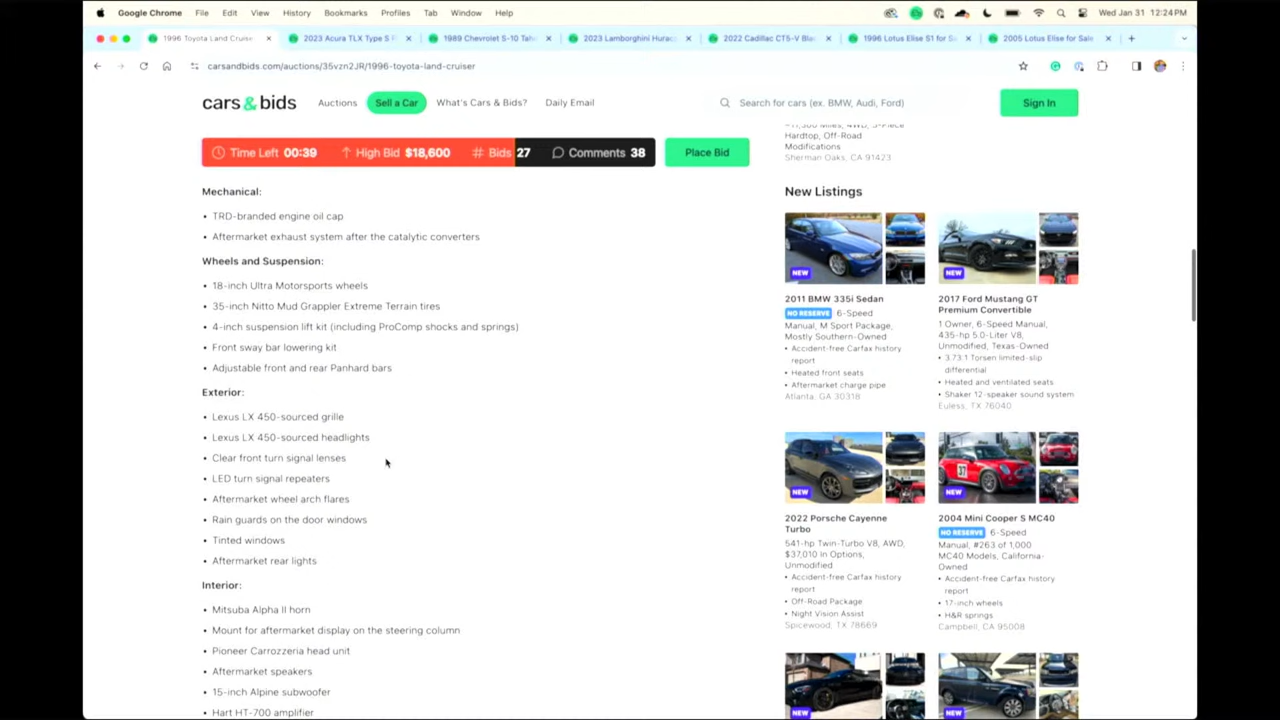 Google Chrome File Edit View History Bookmarks Profiles Tab Window Help Wed Jan 31 12:24 PM
1996 Toyota Land Cruise × 2023 Acura TLX Type S × 1989 Chevrolet S-10 Tah × 2023 Lamborghini Hurac × 2022 Cadillac CT5-V Bla × 1996 Lotus Elise S1 for Sa × 2005 Lotus Elise for Sale × +
carsandbids.com/auctions/35vzn2JR/1996-toyota-land-cruiser
cars & bids Auctions Sell a Car What's Cars & Bids? Daily Email Search for cars (ex. BMW, Audi, Ford) Sign In
Time Left 00:39 High Bid $18,600 # Bids 27 Comments 38 Place Bid
Mechanical:
• TRD-branded engine oil cap
• Aftermarket exhaust system after the catalytic converters
Wheels and Suspension:
• 18-inch Ultra Motorsports wheels
• 35-inch Nitto Mud Grappler Extreme Terrain tires
• 4-inch suspension lift kit (including ProComp shocks and springs)
• Front sway bar lowering kit
• Adjustable front and rear Panhard bars
Exterior:
• Lexus LX 450-sourced grille
• Lexus LX 450-sourced headlights
• Clear front turn signal lenses
• LED turn signal repeaters
• Aftermarket wheel arch flares
• Rain guards on the door windows
• Tinted windows
• Aftermarket rear lights
Interior:
• Mitsuba Alpha II horn
• Mount for aftermarket display on the steering column
• Pioneer Carrozzeria head unit
• Aftermarket speakers
• 15-inch Alpine subwoofer
• Hart HT-700 amplifier
~11,300 Miles, 4WD, 3-Piece
Hardtop, Off-Road
Modifications
Sherman Oaks, CA 91423
New Listings
NEW
2011 BMW 335i Sedan
NO RESERVE 6-Speed
Manual, M Sport Package,
Mostly Southern-Owned
• Accident-free Carfax history
report
• Heated front seats
• Aftermarket charge pipe
Atlanta, GA 30318
NEW
2017 Ford Mustang GT
Premium Convertible
1 Owner, 6-Speed Manual,
435-hp 5.0-Liter V8,
Unmodified, Texas-Owned
• 3.73:1 Torsen limited-slip
differential
• Heated and ventilated seats
• Shaker 12-speaker sound system
Euless, TX 76040
NEW
2022 Porsche Cayenne
Turbo
541-hp Twin-Turbo V8, AWD,
$37,010 in Options,
Unmodified
• Accident-free Carfax history
report
• Off-Road Package
• Night Vision Assist
Spicewood, TX 78669
37
NEW
2004 Mini Cooper S MC40
NO RESERVE 6-Speed
Manual, #263 of 1,000
MC40 Models, California-
Owned
• Accident-free Carfax history
report
• 17-inch wheels
• H&R springs
Campbell, CA 95008
NEW
NEW